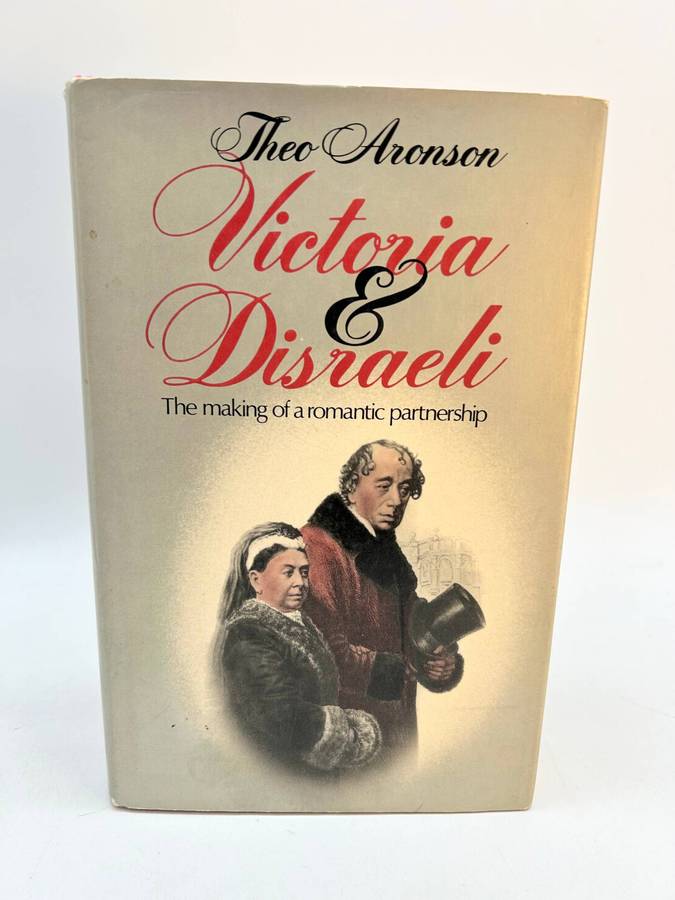 Theo Aronson
Victoria
&
Disraeli
The making of a romantic partnership